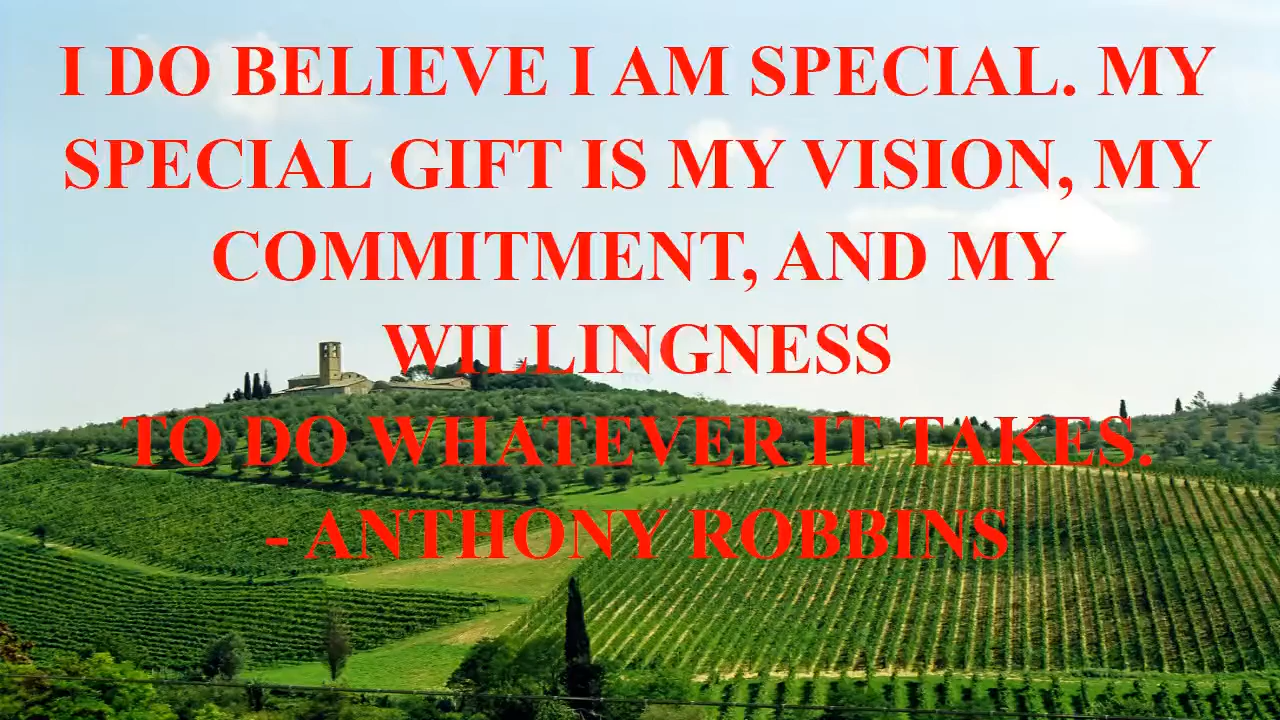 I DO BELIEVE I AM SPECIAL. MY
SPECIAL GIFT IS MY VISION, MY
COMMITMENT, AND MY
WILLINGNESS
TO DO WHATEVER IT TAKES.
- ANTHONY ROBBINS